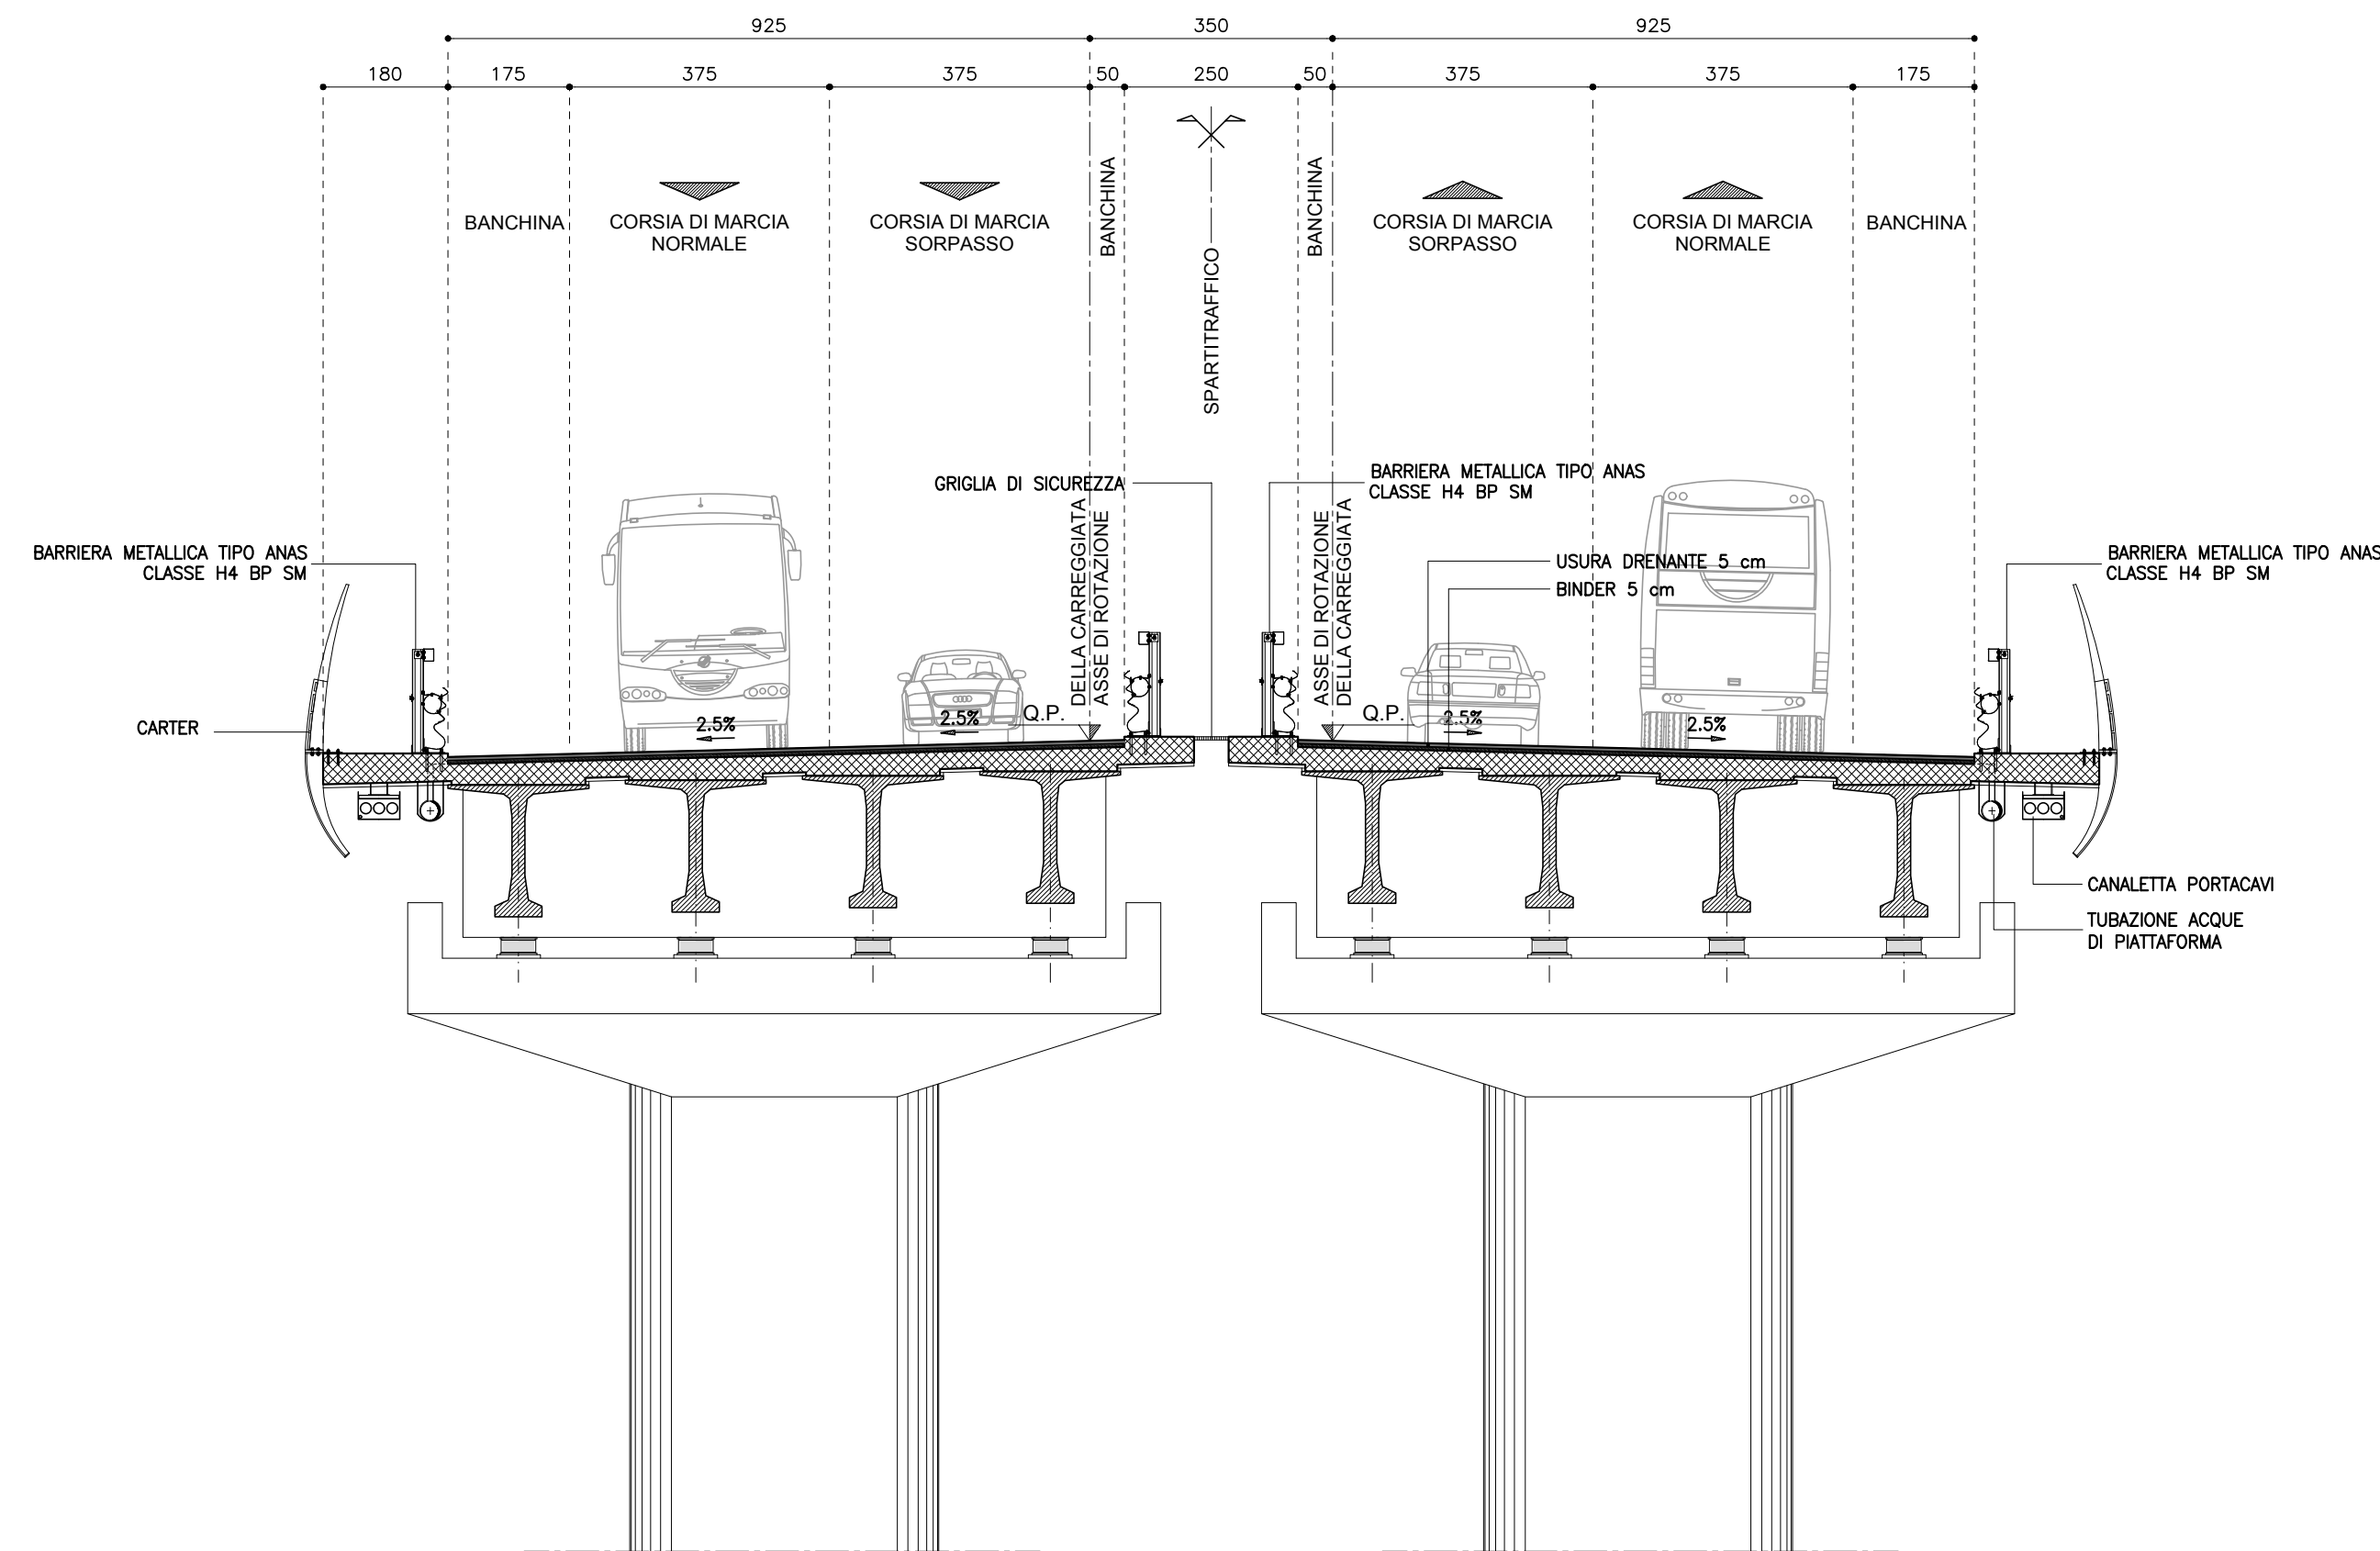 925
350
925
180
175
375
375
50
250
50
375
375
175
BANCHINA
CORSIA DI MARCIA
NORMALE
CORSIA DI MARCIA
SORPASSO
BANCHINA
SPARTITRAFFICO
BANCHINA
CORSIA DI MARCIA
SORPASSO
CORSIA DI MARCIA
NORMALE
BANCHINA
GRIGLIA DI SICUREZZA
BARRIERA METALLICA TIPO ANAS
CLASSE H4 BP SM
BARRIERA METALLICA TIPO ANAS
CLASSE H4 BP SM
DELLA CARREGGIATA
ASSE DI ROTAZIONE
ASSE DI ROTAZIONE
DELLA CARREGGIATA
USURA DRENANTE 5 cm
BINDER 5 cm
BARRIERA METALLICA TIPO ANAS
CLASSE H4 BP SM
CARTER
2.5%
2.5%
Q.P.
Q.P.
2.5%
2.5%
CANALETTA PORTACAVI
TUBAZIONE ACQUE
DI PIATTAFORMA